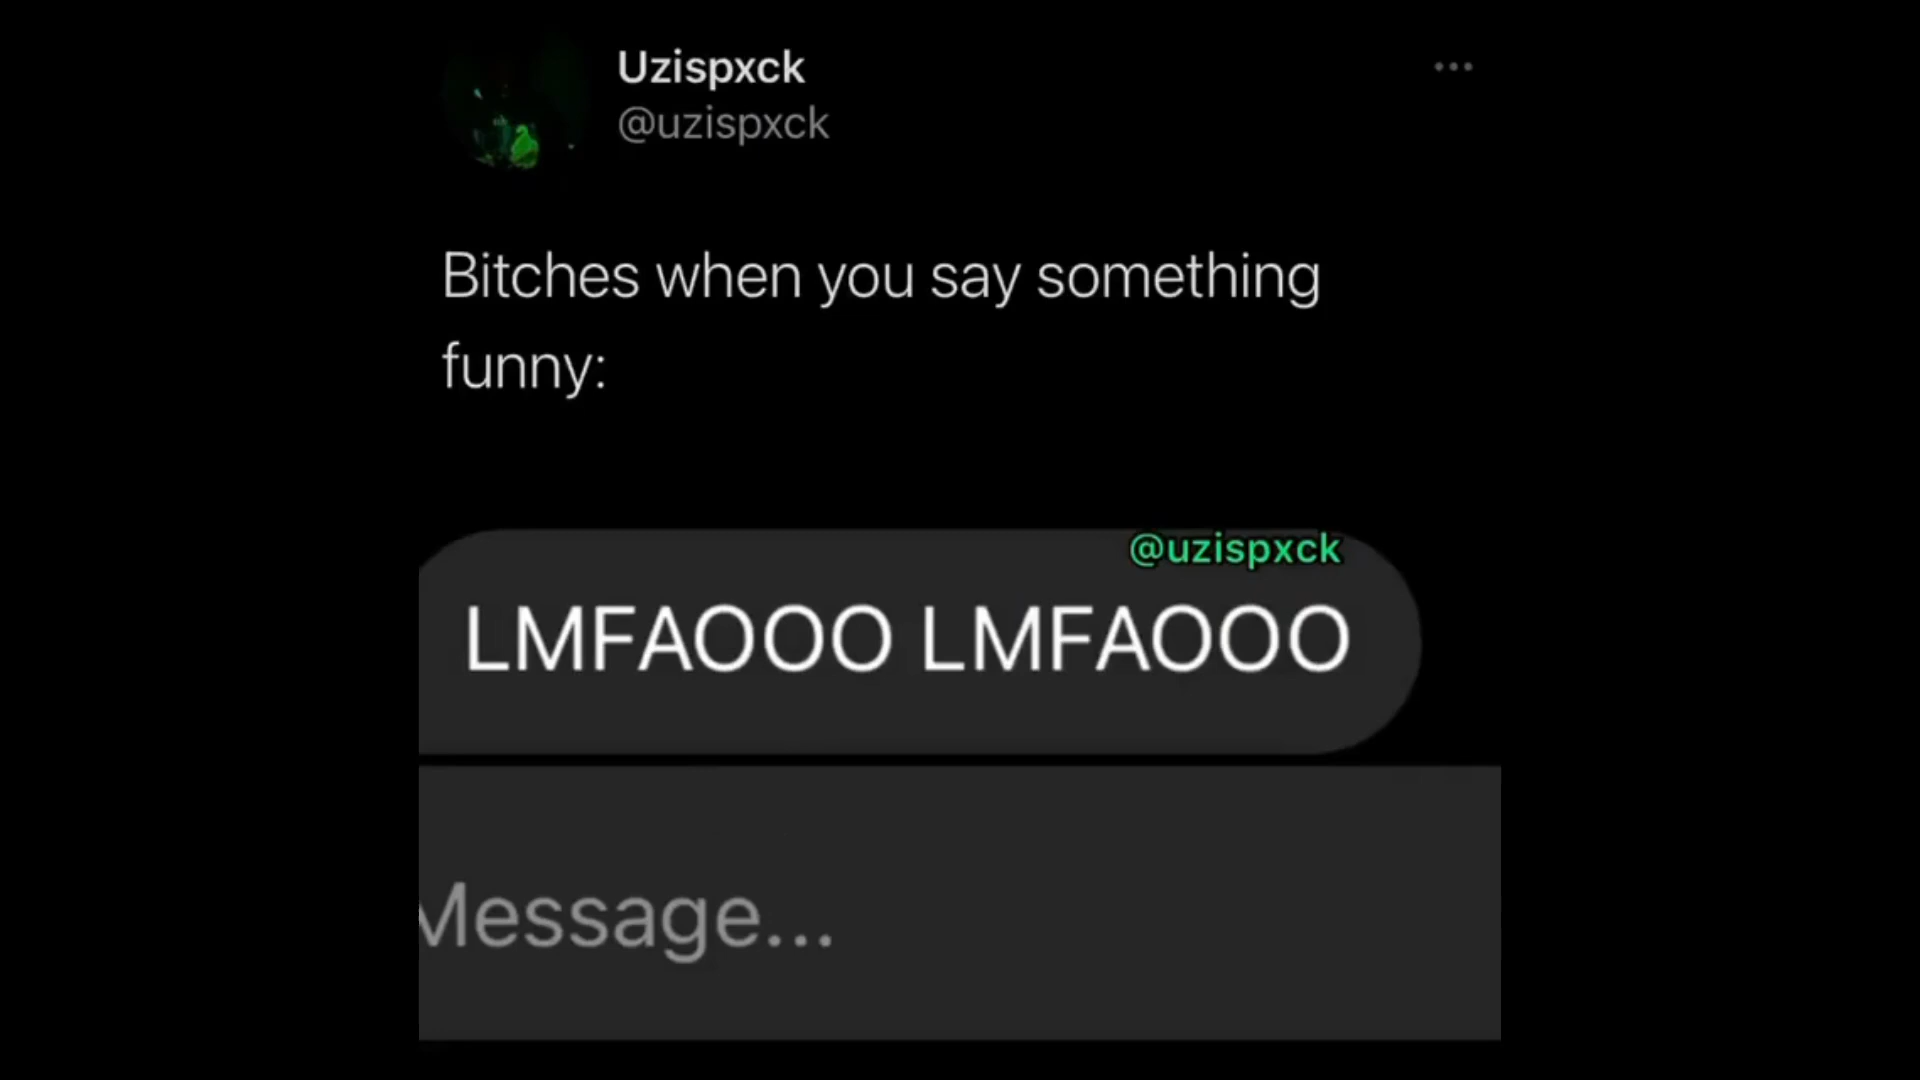 Uzispxck
@uzispxck
Bitches when you say something
funny:
@uzispxck
LMFAOOO LMFAOOO
Message...